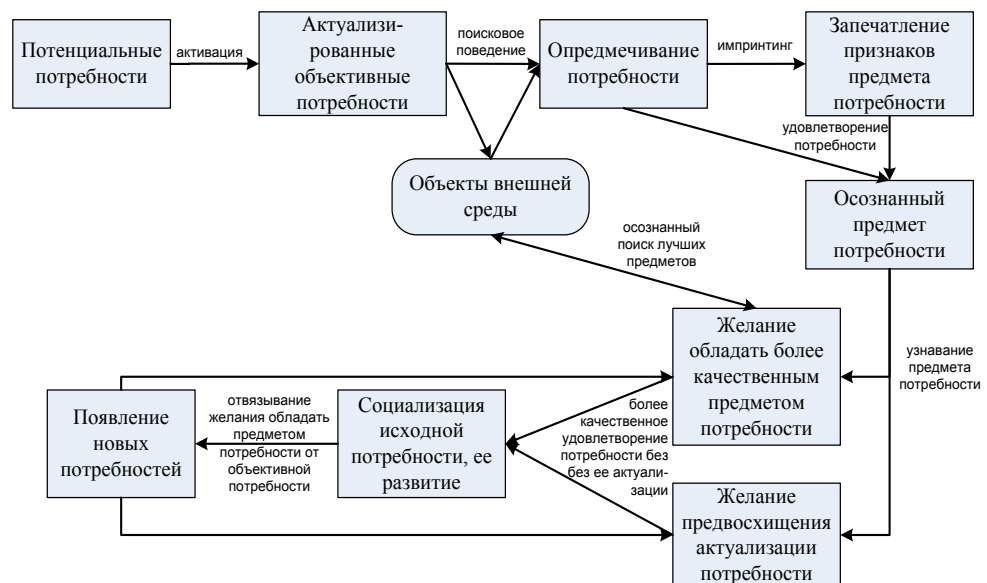 Потенциальные
потребности
активация
Актуализи-
рованные
объективные
потребности
поисковое
поведение
Опредмечивание
потребности
импринтинг
Запечатление
признаков
предмета
потребности
удовлетворение
потребности
Объекты внешней
среды
Осознанный
предмет
потребности
осознанный
поиск лучших
предметов
Желание
обладать более
качественным
предметом
потребности
узнавание
предмета
потребности
Появление
новых
потребностей
отвязывание
желания обладать
предметом
потребности от
объективной
потребности
Социализация
исходной
потребности, ее
развитие
более
качественное
удовлетворение
потребности без
без ее актуали-
зации
Желание
предвосхищения
актуализации
потребности